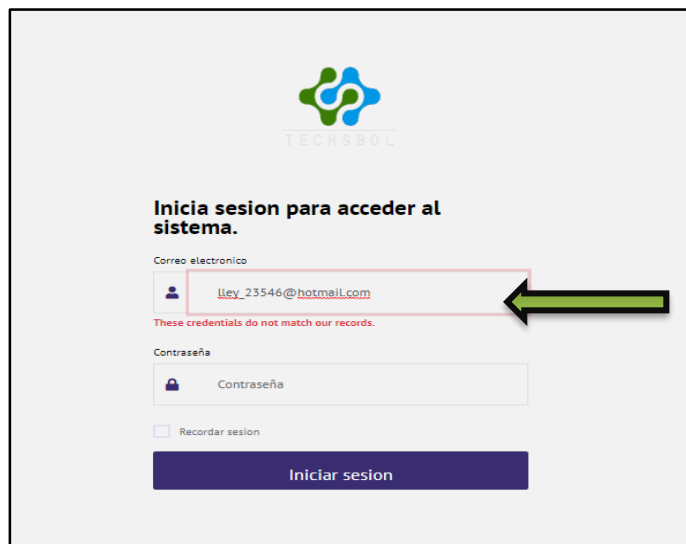 TECHSBOL
Inicia sesion para acceder al
sistema.
Correo electronico
lley_23546@hotmail.com
These credentials do not match our records.
Contraseña
Contraseña
Recordar sesion
Iniciar sesion